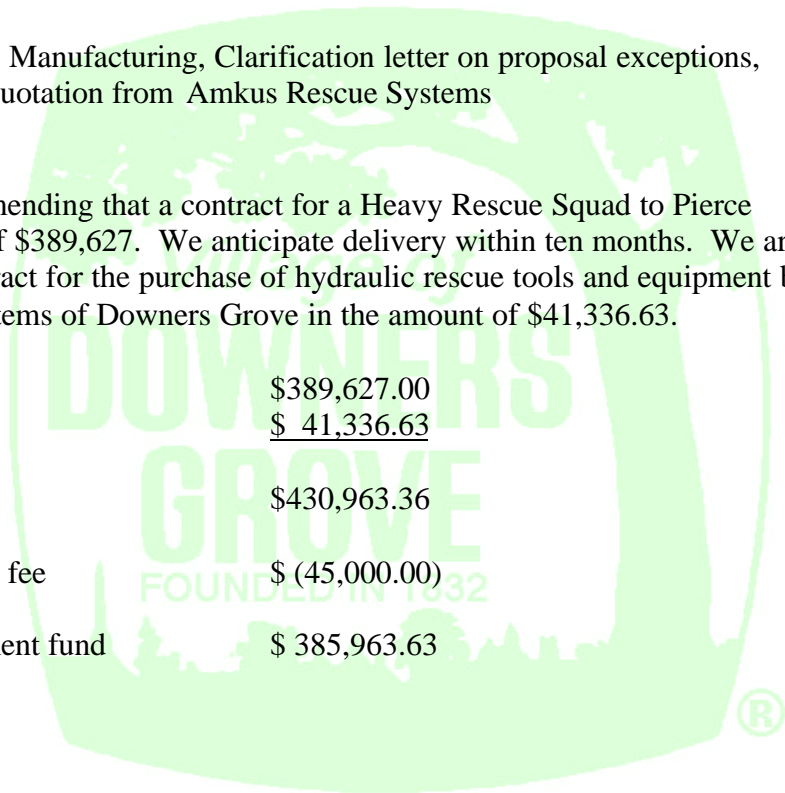 Manufacturing, Clarification letter on proposal exceptions,
uotation from Amkus Rescue Systems
mending that a contract for a Heavy Rescue Squad to Pierce
f $389,627. We anticipate delivery within ten months. We ar
ract for the purchase of hydraulic rescue tools and equipment b
tems of Downers Grove in the amount of $41,336.63.
$389,627.00
$ 41,336.63
$430,963.36
fee $ (45,000.00)
ent fund $ 385,963.63
Village of
DOWNERS
GROVE
FOUNDED IN 1832
®